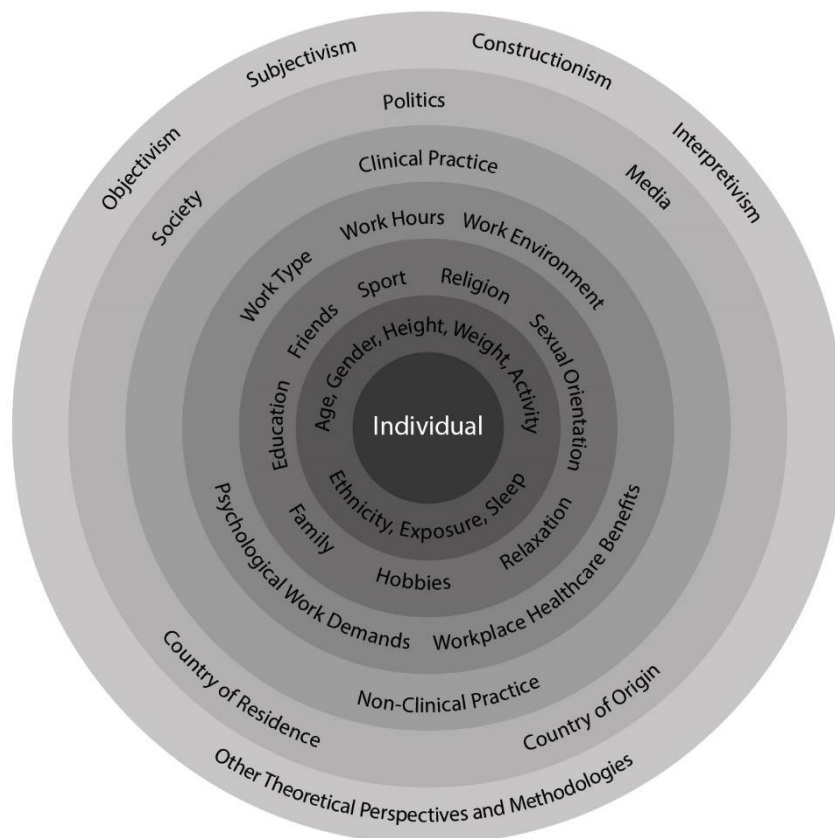 Subjectivism
Constructionism
Objectivism
Interpretivism
Politics
Society
Media
Clinical Practice
Work Type
Work Hours
Work Environment
Friends
Sport
Religion
Sexual Orientation
Education
Age, Gender, Height, Weight, Activity
Individual
Ethnicity, Exposure, Sleep
Family
Hobbies
Relaxation
Psychological Work Demands
Workplace Healthcare Benefits
Non-Clinical Practice
Country of Residence
Country of Origin
Other Theoretical Perspectives and Methodologies